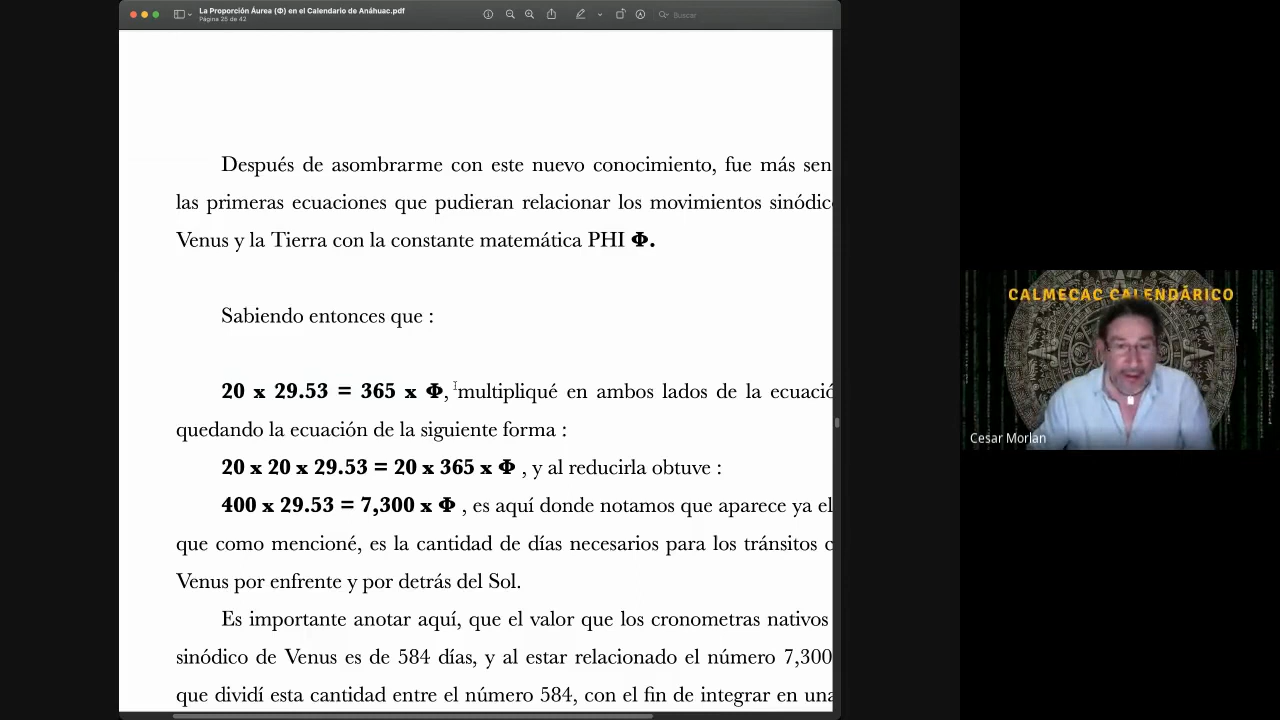 La Proporción Áurea (Φ) en el Calendario de Anáhuac.pdf
Página 25 de 42
Buscar
Después de asombrarme con este nuevo conocimiento, fue más sen
las primeras ecuaciones que pudieran relacionar los movimientos sinódic
Venus y la Tierra con la constante matemática PHI Φ.
Sabiendo entonces que :
20 x 29.53 = 365 x Φ, multipliqué en ambos lados de la ecuació
quedando la ecuación de la siguiente forma :
20 x 20 x 29.53 = 20 x 365 x Φ , y al reducirla obtuve :
400 x 29.53 = 7,300 x Φ , es aquí donde notamos que aparece ya el
que como mencioné, es la cantidad de días necesarios para los tránsitos c
Venus por enfrente y por detrás del Sol.
Es importante anotar aquí, que el valor que los cronometras nativos
sinódico de Venus es de 584 días, y al estar relacionado el número 7,300
que dividí esta cantidad entre el número 584, con el fin de integrar en una
CALMECAC CALENDÁRICO
Cesar Morlan